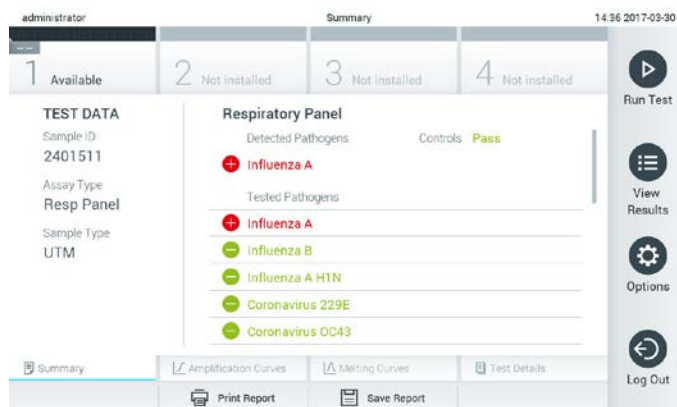 administrator Summary 14:36 2017-03-30
1 Available 2 Not installed 3 Not installed 4 Not installed
Run Test
TEST DATA
Sample ID
2401511
Assay Type
Resp Panel
Sample Type
UTM
Respiratory Panel
Detected Pathogens Controls Pass
Influenza A
Tested Pathogens
Influenza A
Influenza B
Influenza A H1N
Coronavirus 229E
Coronavirus OC43
View
Results
Options
Log Out
Summary Amplification Curves Melting Curves Test Details
Print Report Save Report